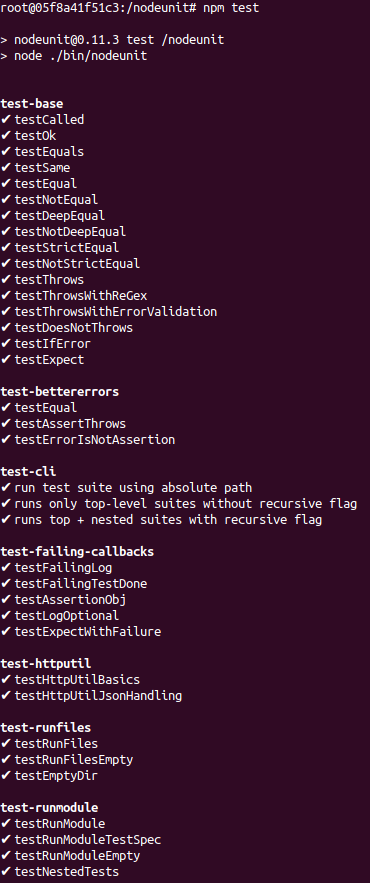 root@05f8a41f51c3:/nodeunit# npm test
> nodeunit@0.11.3 test /nodeunit
> node ./bin/nodeunit
test-base
✔ testCalled
✔ testOk
✔ testEquals
✔ testSame
✔ testEqual
✔ testNotEqual
✔ testDeepEqual
✔ testNotDeepEqual
✔ testStrictEqual
✔ testNotStrictEqual
✔ testThrows
✔ testThrowsWithReGex
✔ testThrowsWithErrorValidation
✔ testDoesNotThrows
✔ testIfError
✔ testExpect
test-bettererrors
✔ testEqual
✔ testAssertThrows
✔ testErrorIsNotAssertion
test-cli
✔ run test suite using absolute path
✔ runs only top-level suites without recursive flag
✔ runs top + nested suites with recursive flag
test-failing-callbacks
✔ testFailingLog
✔ testFailingTestDone
✔ testAssertionObj
✔ testLogOptional
✔ testExpectWithFailure
test-httputil
✔ testHttpUtilBasics
✔ testHttpUtilJsonHandling
test-runfiles
✔ testRunFiles
✔ testRunFilesEmpty
✔ testEmptyDir
test-runmodule
✔ testRunModule
✔ testRunModuleTestSpec
✔ testRunModuleEmpty
✔ testNestedTests